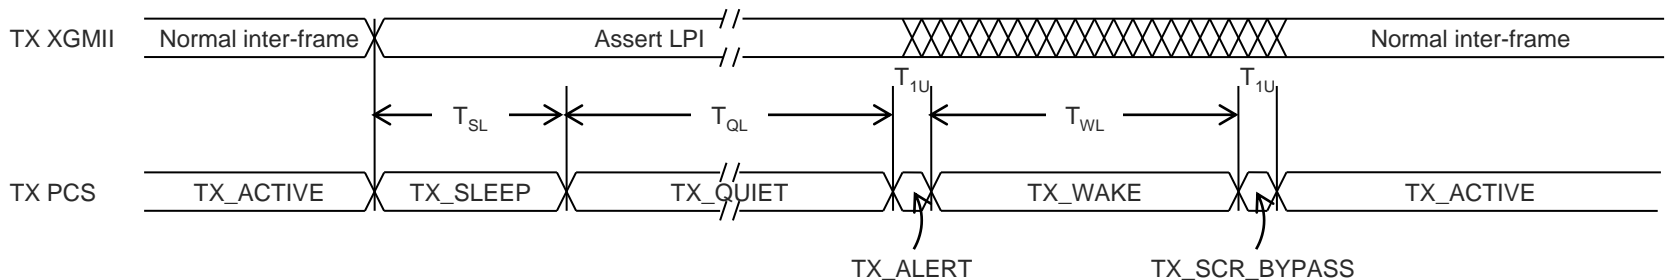 TX XGMII Normal inter-frame Assert LPI Normal inter-frame
T1U T1U
TSL TQL TWL
TX PCS TX_ACTIVE TX_SLEEP TX_QUIET TX_WAKE TX_ACTIVE
TX_ALERT TX_SCR_BYPASS